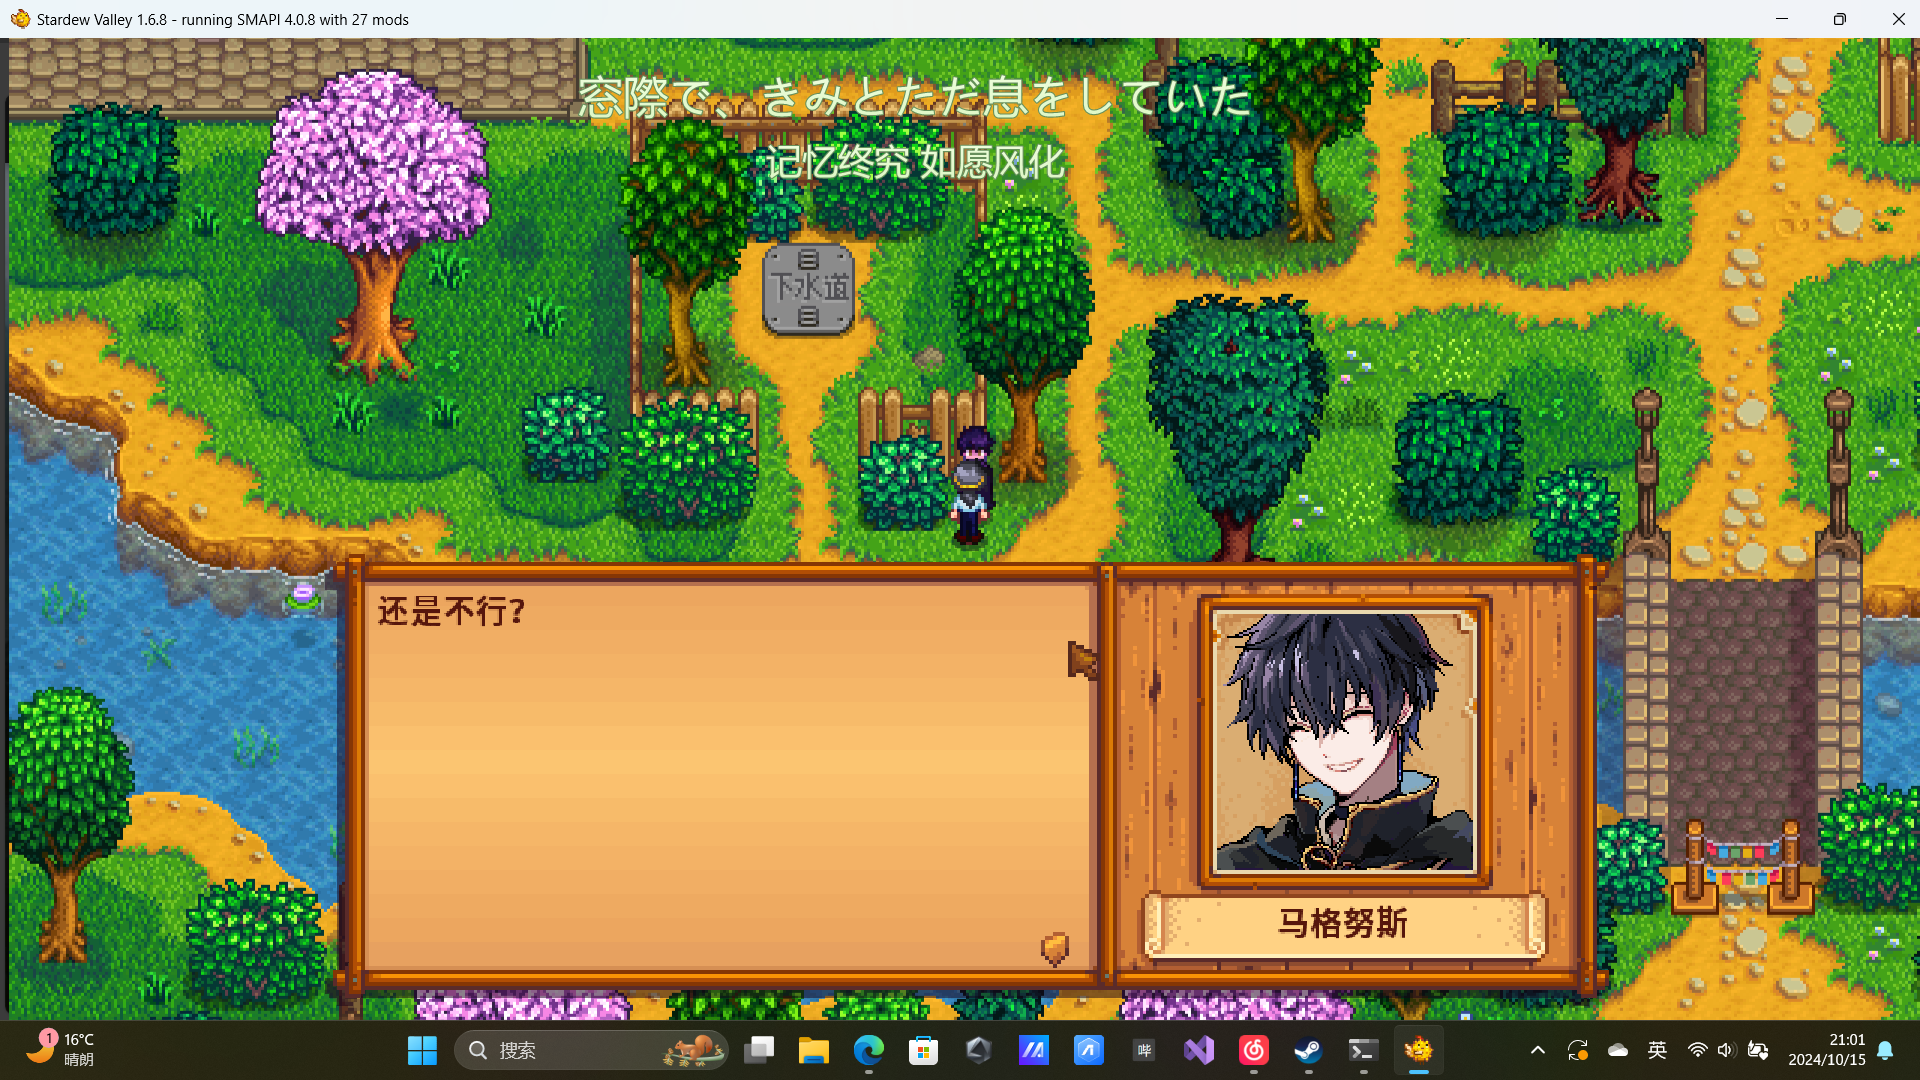 Stardew Valley 1.6.8 - running SMAPI 4.0.8 with 27 mods
窓際で、きみとただ息をしていた
记忆终究 如愿风化
下水道
还是不行？
马格努斯
1
16°C
晴朗
搜索
哔
英
21:01
2024/10/15